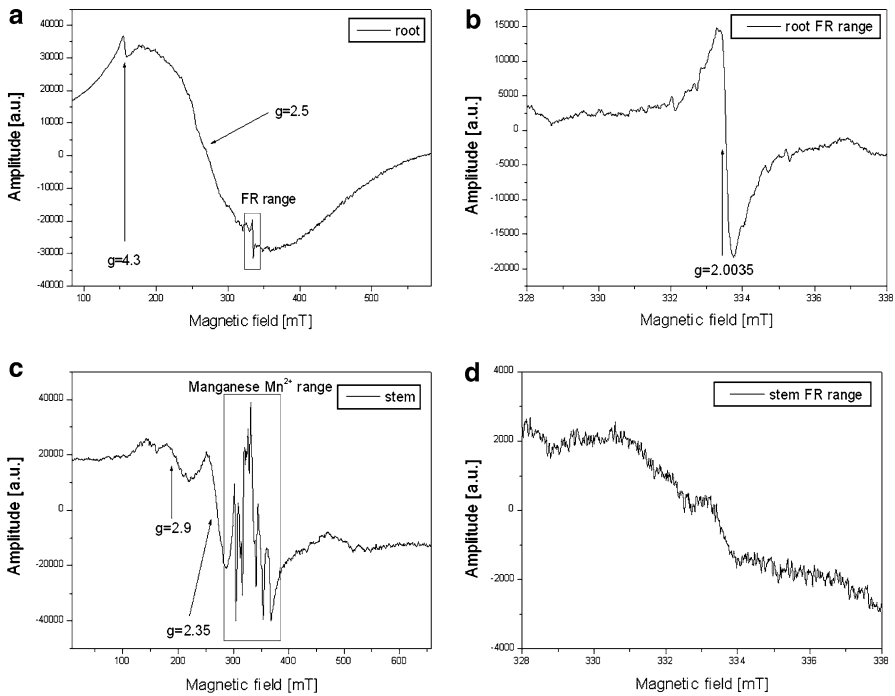 a
root
40000
30000
20000
10000
0
-10000
-20000
-30000
-40000
Amplitude [a.u.]
g=2.5
FR range
g=4.3
100 200 300 400 500
Magnetic field [mT]
b
root FR range
15000
10000
5000
0
-5000
-10000
-15000
-20000
Amplitude [a.u.]
g=2.0035
328 330 332 334 336 338
Magnetic field [mT]
c
Manganese Mn²⁺ range
stem
40000
20000
0
-20000
-40000
Amplitude [a.u.]
g=2.9
g=2.35
100 200 300 400 500 600
Magnetic field [mT]
d
stem FR range
4000
2000
0
-2000
-4000
Amplitude [a.u.]
328 330 332 334 336 338
Magnetic field [mT]